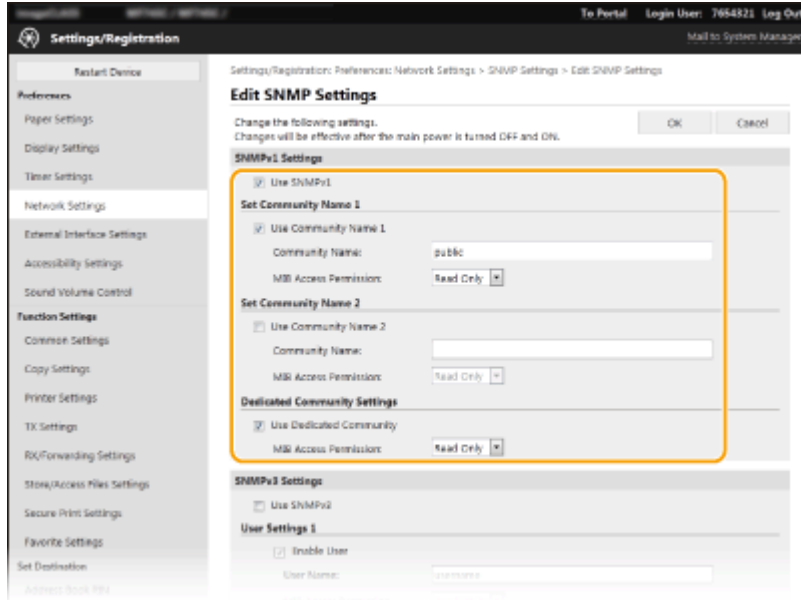 To Portal Login User: 7654321 Log Out
Settings/Registration
Mail to System Manager
Restart Device
Preferences
Paper Settings
Display Settings
Timer Settings
Network Settings
External Interface Settings
Accessibility Settings
Sound Volume Control
Function Settings
Common Settings
Copy Settings
Printer Settings
TX Settings
RX/Forwarding Settings
Store/Access Files Settings
Secure Print Settings
Favorite Settings
Set Destination
Address Book PIN
Settings/Registration: Preferences: Network Settings > SNMP Settings > Edit SNMP Settings
Edit SNMP Settings
Change the following settings.
Changes will be effective after the main power is turned OFF and ON.
OK Cancel
SNMPv1 Settings
Use SNMPv1
Set Community Name 1
Use Community Name 1
Community Name: public
MIB Access Permission: Read Only
Set Community Name 2
Use Community Name 2
Community Name:
MIB Access Permission: Read Only
Dedicated Community Settings
Use Dedicated Community
MIB Access Permission: Read Only
SNMPv3 Settings
Use SNMPv3
User Settings 1
Enable User
User Name: username